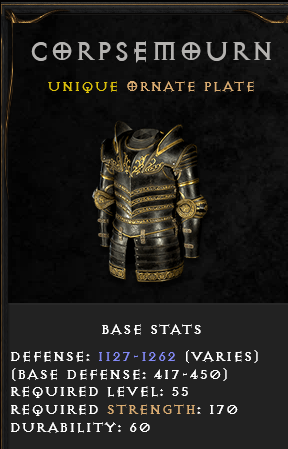 CORPSEMOURN
UNIQUE ORNATE PLATE
BASE STATS
DEFENSE: 1127-1262 (VARIES)
(BASE DEFENSE: 417-450)
REQUIRED LEVEL: 55
REQUIRED STRENGTH: 170
DURABILITY: 60